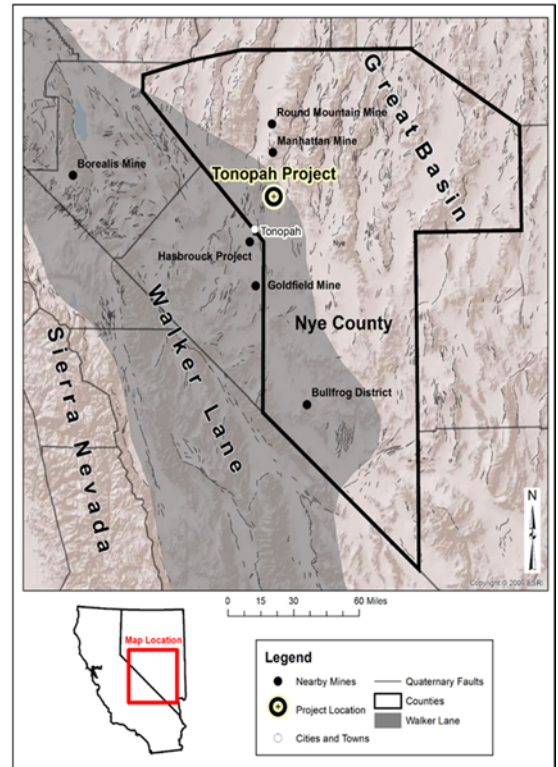 Great Basin
Round Mountain Mine
Manhattan Mine
Borealis Mine
Tonopah Project
Tonopah
Nye
Hasbrouck Project
Goldfield Mine
Walker Lane
Nye County
Sierra Nevada
Bullfrog District
N
Copyright © 2009 ESRI
0 15 30 60 Miles
Map Location
Legend
Nearby Mines
Quaternary Faults
Project Location
Counties
Walker Lane
Cities and Towns